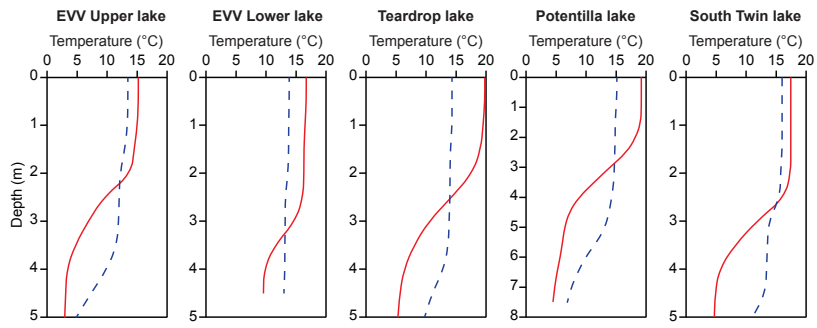 EVV Upper lake
Temperature (°C)
0 5 10 15 20
0
1
2
3
4
5
Depth (m)
EVV Lower lake
Temperature (°C)
0 5 10 15 20
0
1
2
3
4
5
Teardrop lake
Temperature (°C)
0 5 10 15 20
0
1
2
3
4
5
Potentilla lake
Temperature (°C)
0 5 10 15 20
0
1
2
3
4
5
6
7
8
South Twin lake
Temperature (°C)
0 5 10 15 20
0
1
2
3
4
5